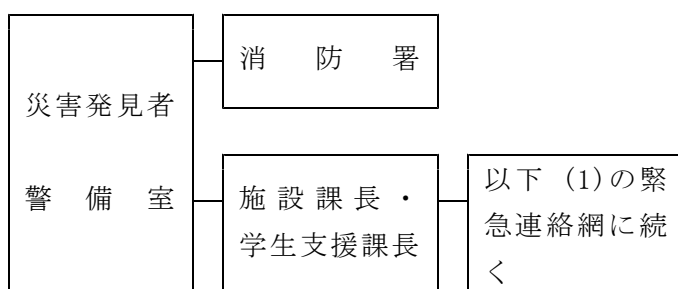 災害発見者
警備室
消防署
施設課長・
学生支援課長
以下 (1)の緊
急連絡網に続
く